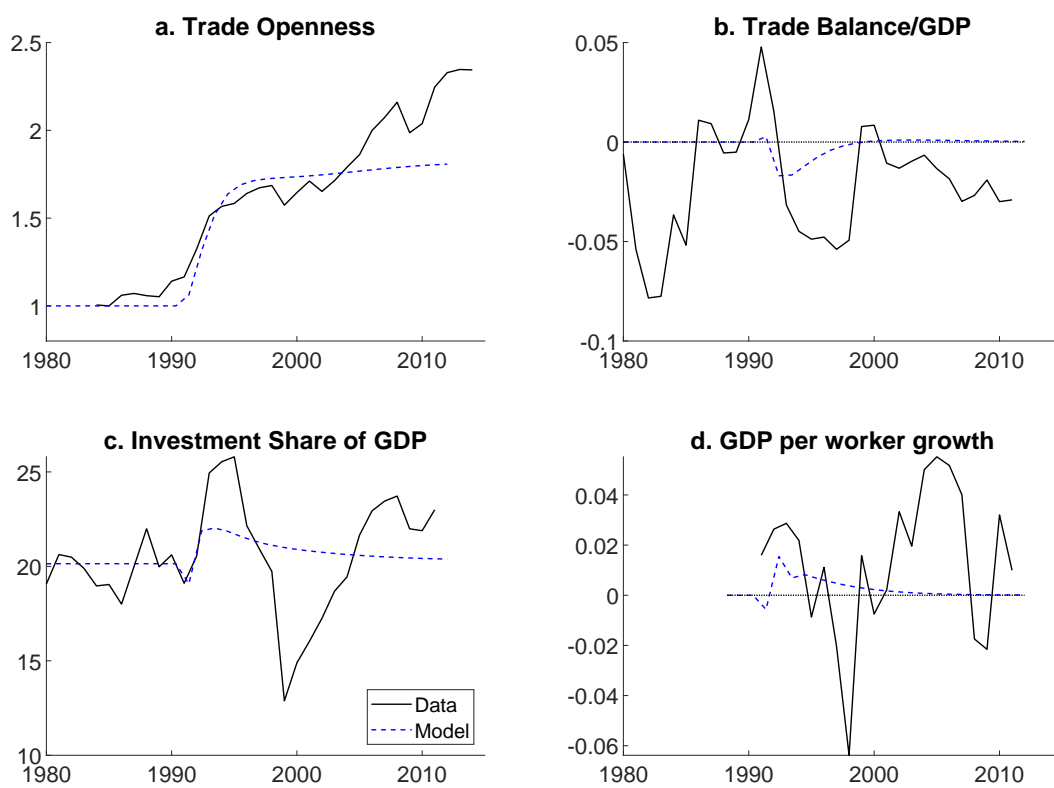 a. Trade Openness
2.5
2
1.5
1
1980 1990 2000 2010
b. Trade Balance/GDP
0.05
0
-0.05
-0.1
1980 1990 2000 2010
c. Investment Share of GDP
25
20
15
10
1980 1990 2000 2010
Data
Model
d. GDP per worker growth
0.04
0.02
0
-0.02
-0.04
-0.06
1980 1990 2000 2010